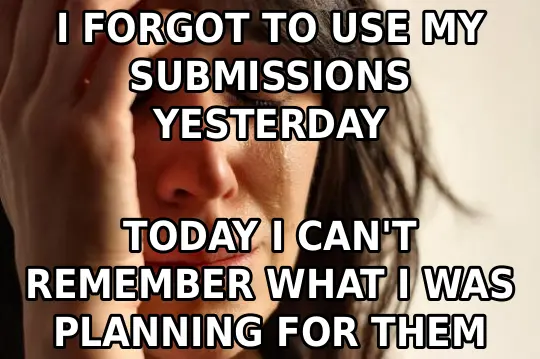 I FORGOT TO USE MY
SUBMISSIONS
YESTERDAY
TODAY I CAN'T
REMEMBER WHAT I WAS
PLANNING FOR THEM